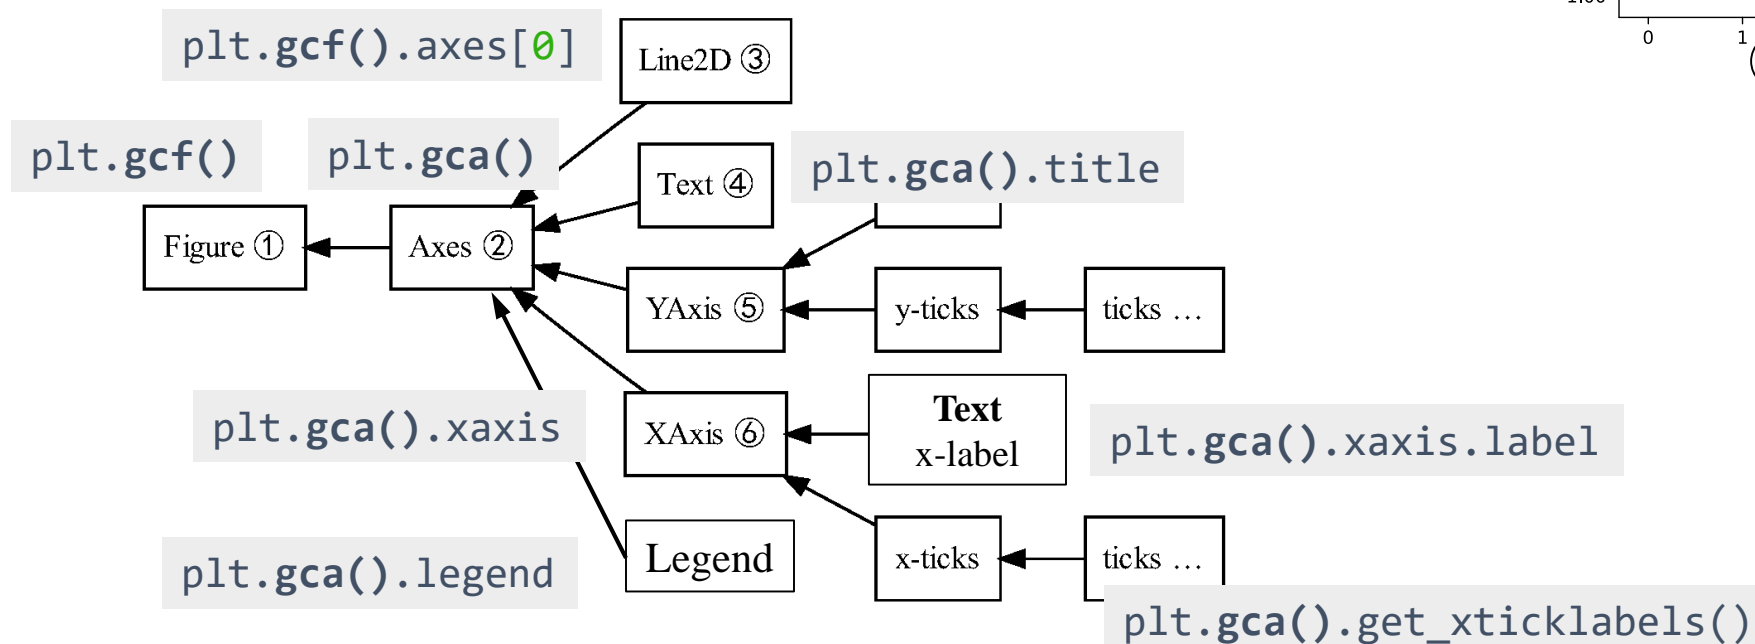 plt.gcf().axes[0]
Line2D ③
0 1
plt.gcf()
plt.gca()
Text ④
plt.gca().title
Figure ①
Axes ②
YAxis ⑤
y-ticks
ticks ...
plt.gca().xaxis
XAxis ⑥
Text
x-label
plt.gca().xaxis.label
plt.gca().legend
Legend
x-ticks
ticks ...
plt.gca().get_xticklabels()